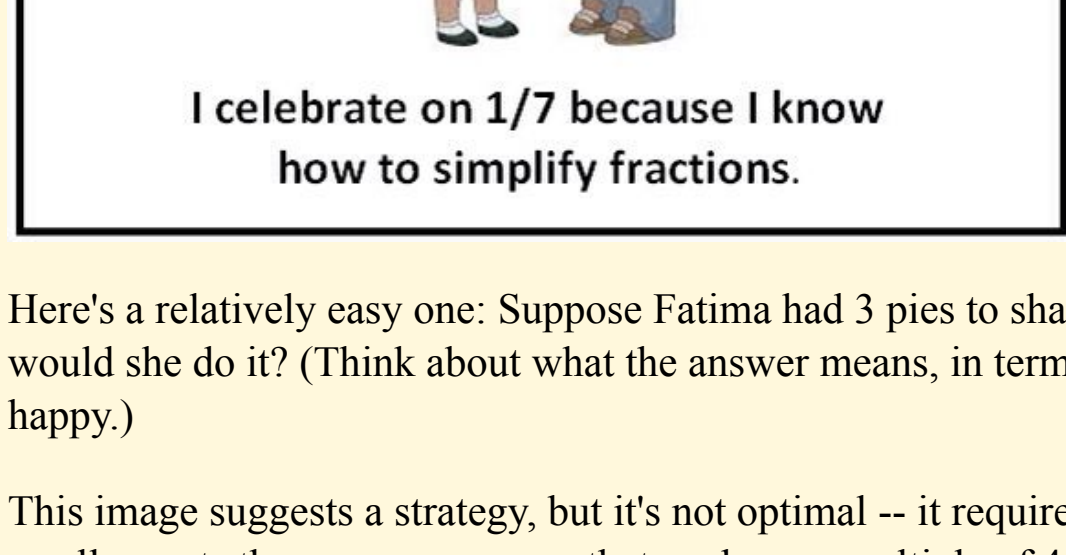 I celebrate on 1/7 because I know
how to simplify fractions.
Here's a relatively easy one: Suppose Fatima had 3 pies to sha
would she do it? (Think about what the answer means, in term
happy.)
This image suggests a strategy, but it's not optimal -- it require